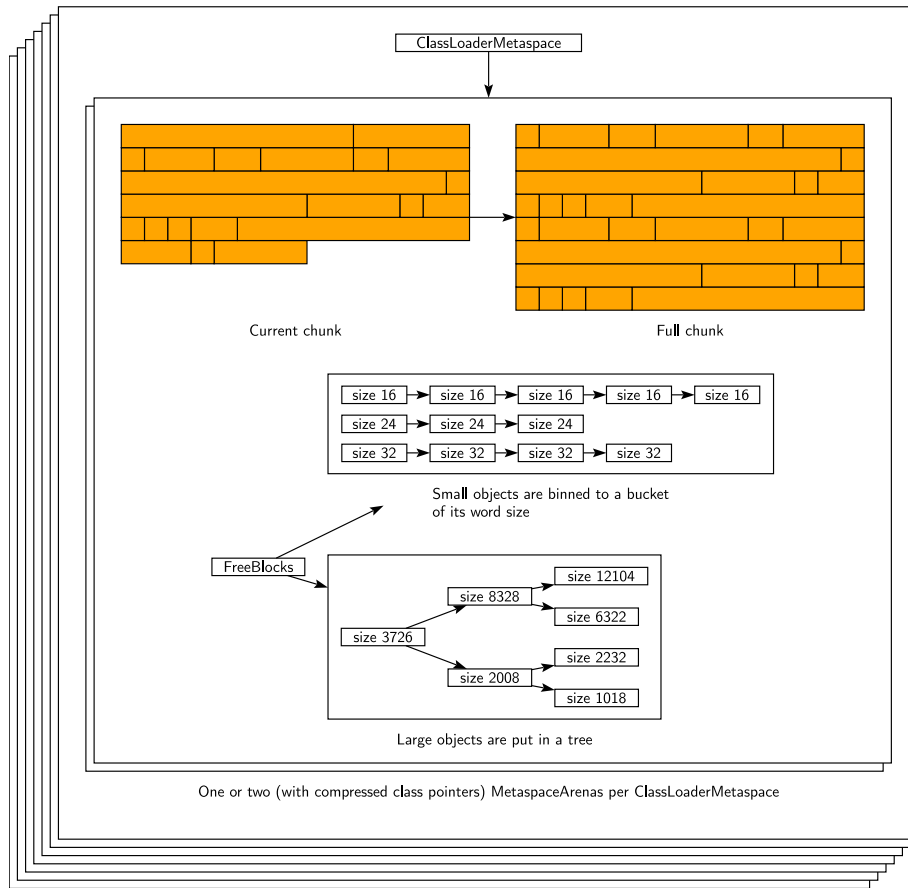 ClassLoaderMetaspace
Current chunk
Full chunk
size 16
size 16
size 16
size 16
size 16
size 24
size 24
size 24
size 32
size 32
size 32
size 32
Small objects are binned to a bucket
of its word size
FreeBlocks
size 12104
size 8328
size 6322
size 3726
size 2232
size 2008
size 1018
Large objects are put in a tree
One or two (with compressed class pointers) MetaspaceArenas per ClassLoaderMetaspace